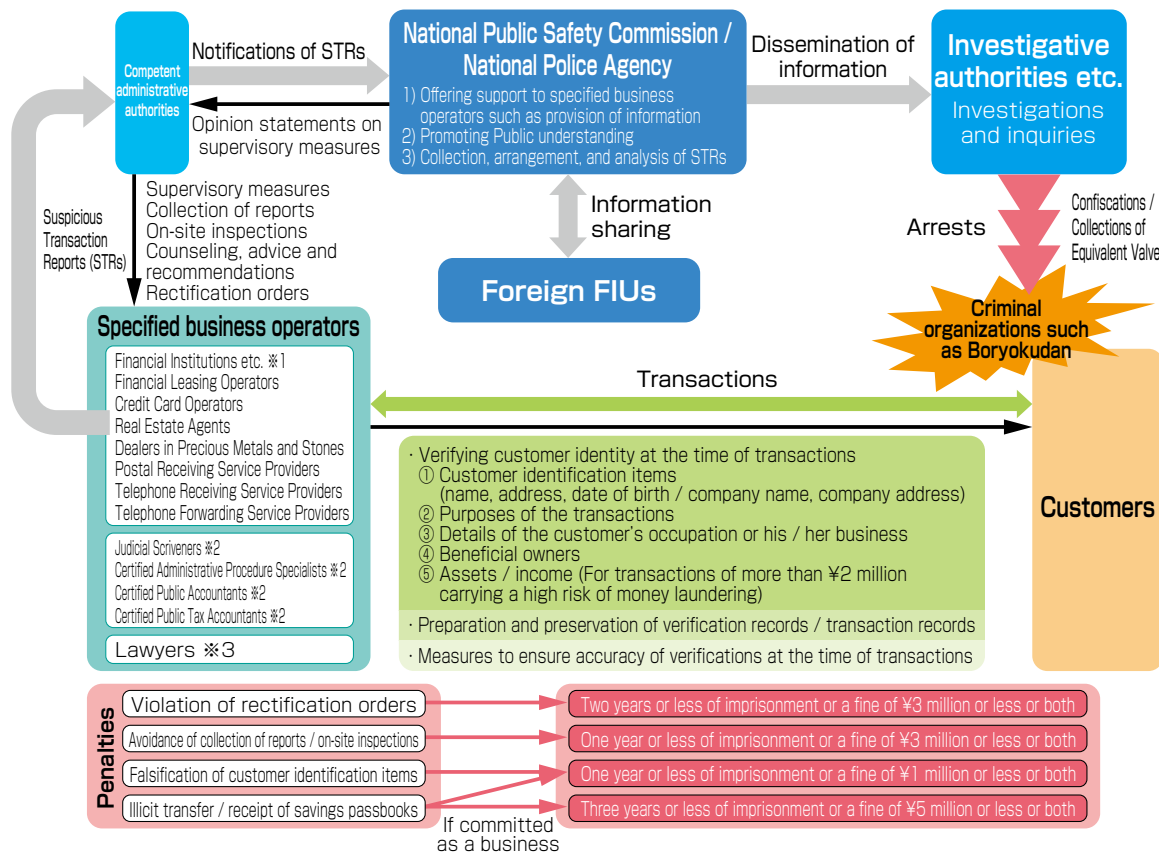 Competent
administrative
authorities
Notifications of STRs
Opinion statements on
supervisory measures
National Public Safety Commission /
National Police Agency
1) Offering support to specified business
operators such as provision of information
2) Promoting Public understanding
3) Collection, arrangement, and analysis of STRs
Dissemination of
information
Investigative
authorities etc.
Investigations
and inquiries
Suspicious
Transaction
Reports (STRs)
Supervisory measures
Collection of reports
On-site inspections
Counseling, advice and
recommendations
Rectification orders
Information
sharing
Foreign FIUs
Arrests
Confiscations /
Collections of
Equivalent Valve
Criminal
organizations such
as Boryokudan
Specified business operators
Financial Institutions etc. ※1
Financial Leasing Operators
Credit Card Operators
Real Estate Agents
Dealers in Precious Metals and Stones
Postal Receiving Service Providers
Telephone Receiving Service Providers
Telephone Forwarding Service Providers
Judicial Scriveners ※2
Certified Administrative Procedure Specialists ※2
Certified Public Accountants ※2
Certified Public Tax Accountants ※2
Lawyers ※3
Transactions
· Verifying customer identity at the time of transactions
① Customer identification items
(name, address, date of birth / company name, company address)
② Purposes of the transactions
③ Details of the customer's occupation or his / her business
④ Beneficial owners
⑤ Assets / income (For transactions of more than ¥2 million
carrying a high risk of money laundering)
· Preparation and preservation of verification records / transaction records
· Measures to ensure accuracy of verifications at the time of transactions
Customers
Penalties
Violation of rectification orders
Two years or less of imprisonment or a fine of ¥3 million or less or both
Avoidance of collection of reports / on-site inspections
One year or less of imprisonment or a fine of ¥3 million or less or both
Falsification of customer identification items
One year or less of imprisonment or a fine of ¥1 million or less or both
Illicit transfer / receipt of savings passbooks
Three years or less of imprisonment or a fine of ¥5 million or less or both
If committed
as a business